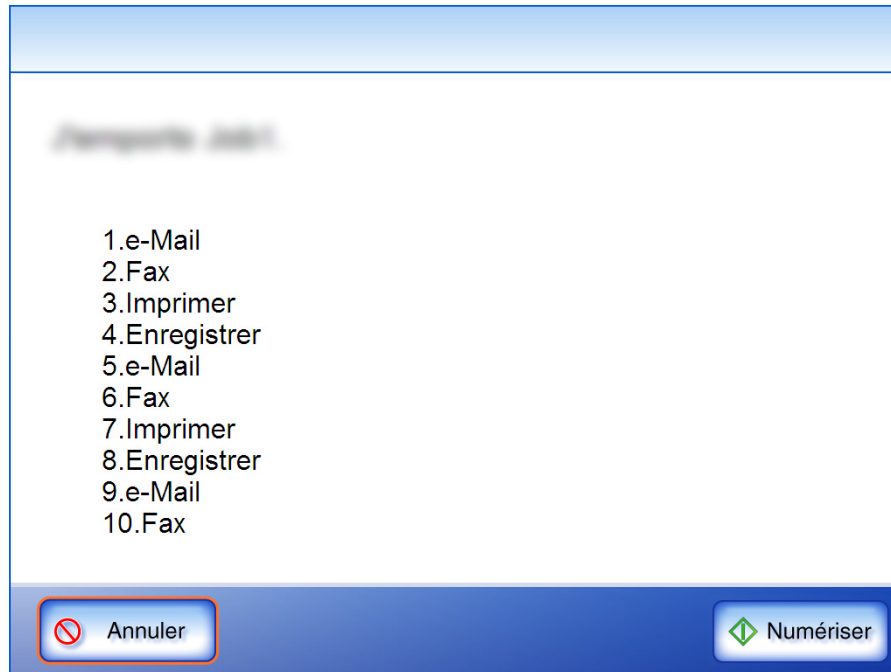 1.e-Mail
2.Fax
3.Imprimer
4.Enregistrer
5.e-Mail
6.Fax
7.Imprimer
8.Enregistrer
9.e-Mail
10.Fax
Annuler
Numériser